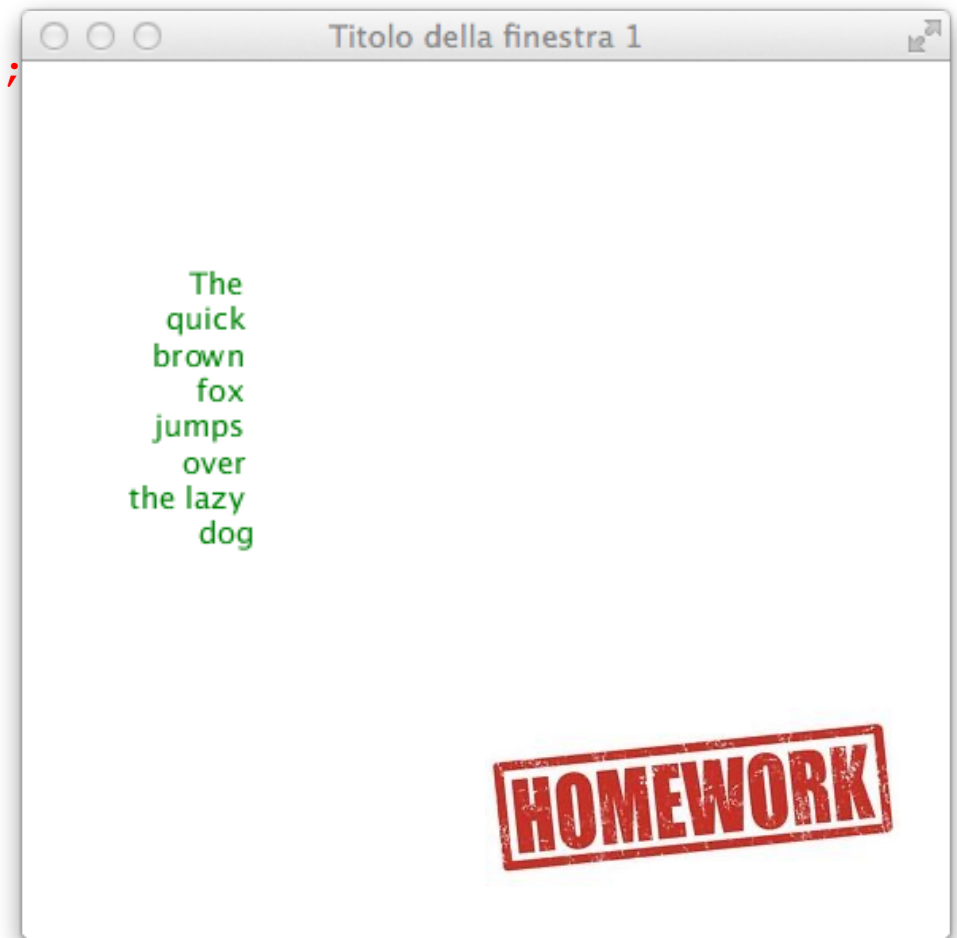 Titolo della finestra 1
;
The
quick
brown
fox
jumps
over
the lazy
dog
HOMEWORK